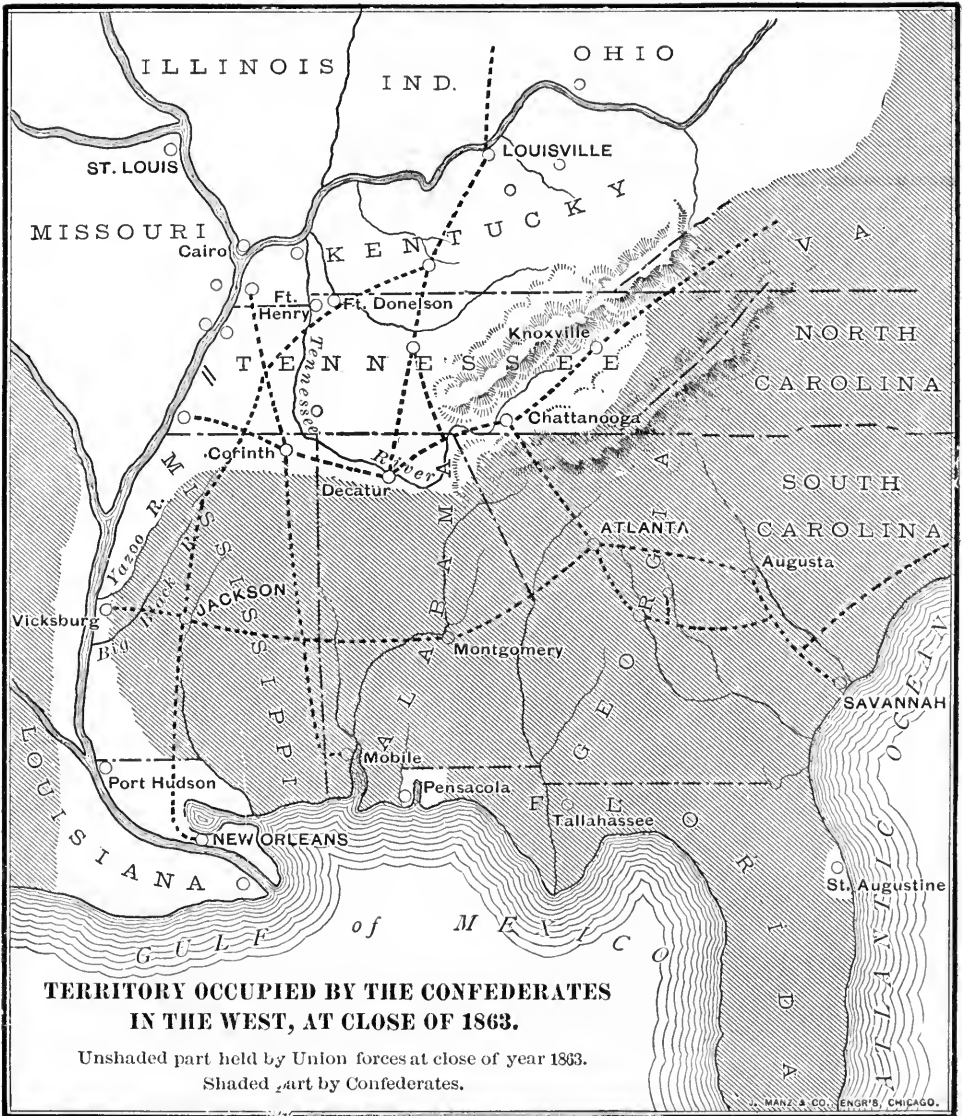 ILLINOIS
IND.
OHIO
ST. LOUIS
LOUISVILLE
MISSOURI
Cairo
KENTUCKY
VA
Ft. Henry
Ft. Donelson
Knoxville
NORTH
CAROLINA
TENNESSEE
Tennessee River
Chattanooga
Corinth
Decatur
SOUTH
CAROLINA
MISSISSIPPI
ALABAMA
GEORGIA
Yazoo R.
Big Black R.
ATLANTA
Augusta
JACKSON
Vicksburg
Montgomery
SAVANNAH
LOUISIANA
Port Hudson
Mobile
Pensacola
Tallahassee
FLORIDA
NEW ORLEANS
St. Augustine
GULF of MEXICO
ATLANTIC OCEAN
TERRITORY OCCUPIED BY THE CONFEDERATES
IN THE WEST, AT CLOSE OF 1863.
Unshaded part held by Union forces at close of year 1863.
Shaded part by Confederates.
J. MANZ & CO. ENGR'S, CHICAGO.